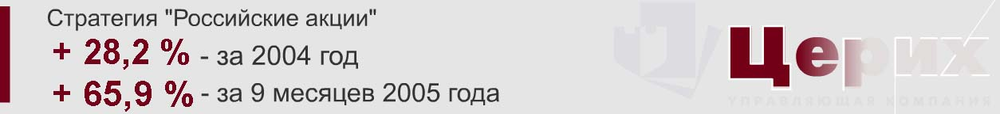 Стратегия "Российские акции"
+ 28,2 % - за 2004 год
+ 65,9 % - за 9 месяцев 2005 года
Церих
УПРАВЛЯЮЩАЯ КОМПАНИЯ